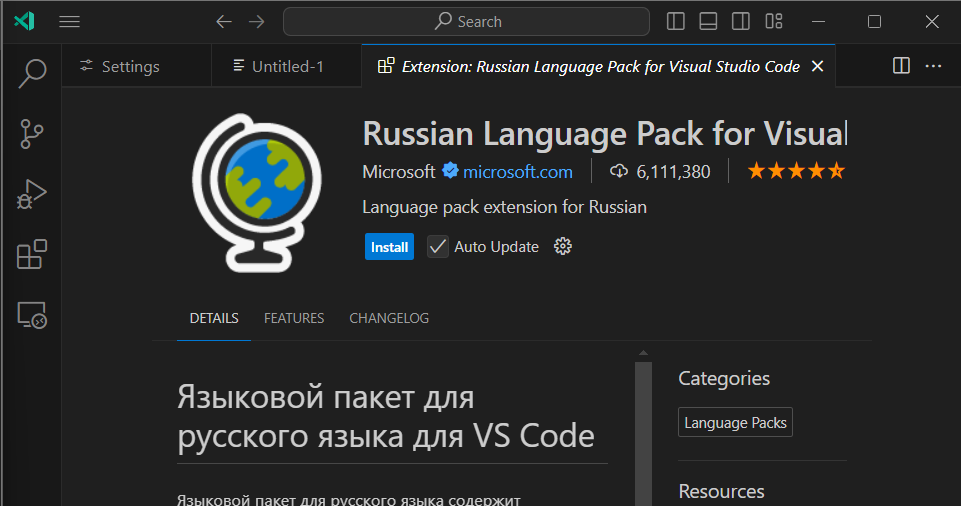 Search
Settings
Untitled-1
Extension: Russian Language Pack for Visual Studio Code
Russian Language Pack for Visual
Microsoft microsoft.com 6,111,380
Language pack extension for Russian
Install Auto Update
DETAILS FEATURES CHANGELOG
Языковой пакет для
русского языка для VS Code
Языковой пакет для русского языка содержит
Categories
Language Packs
Resources